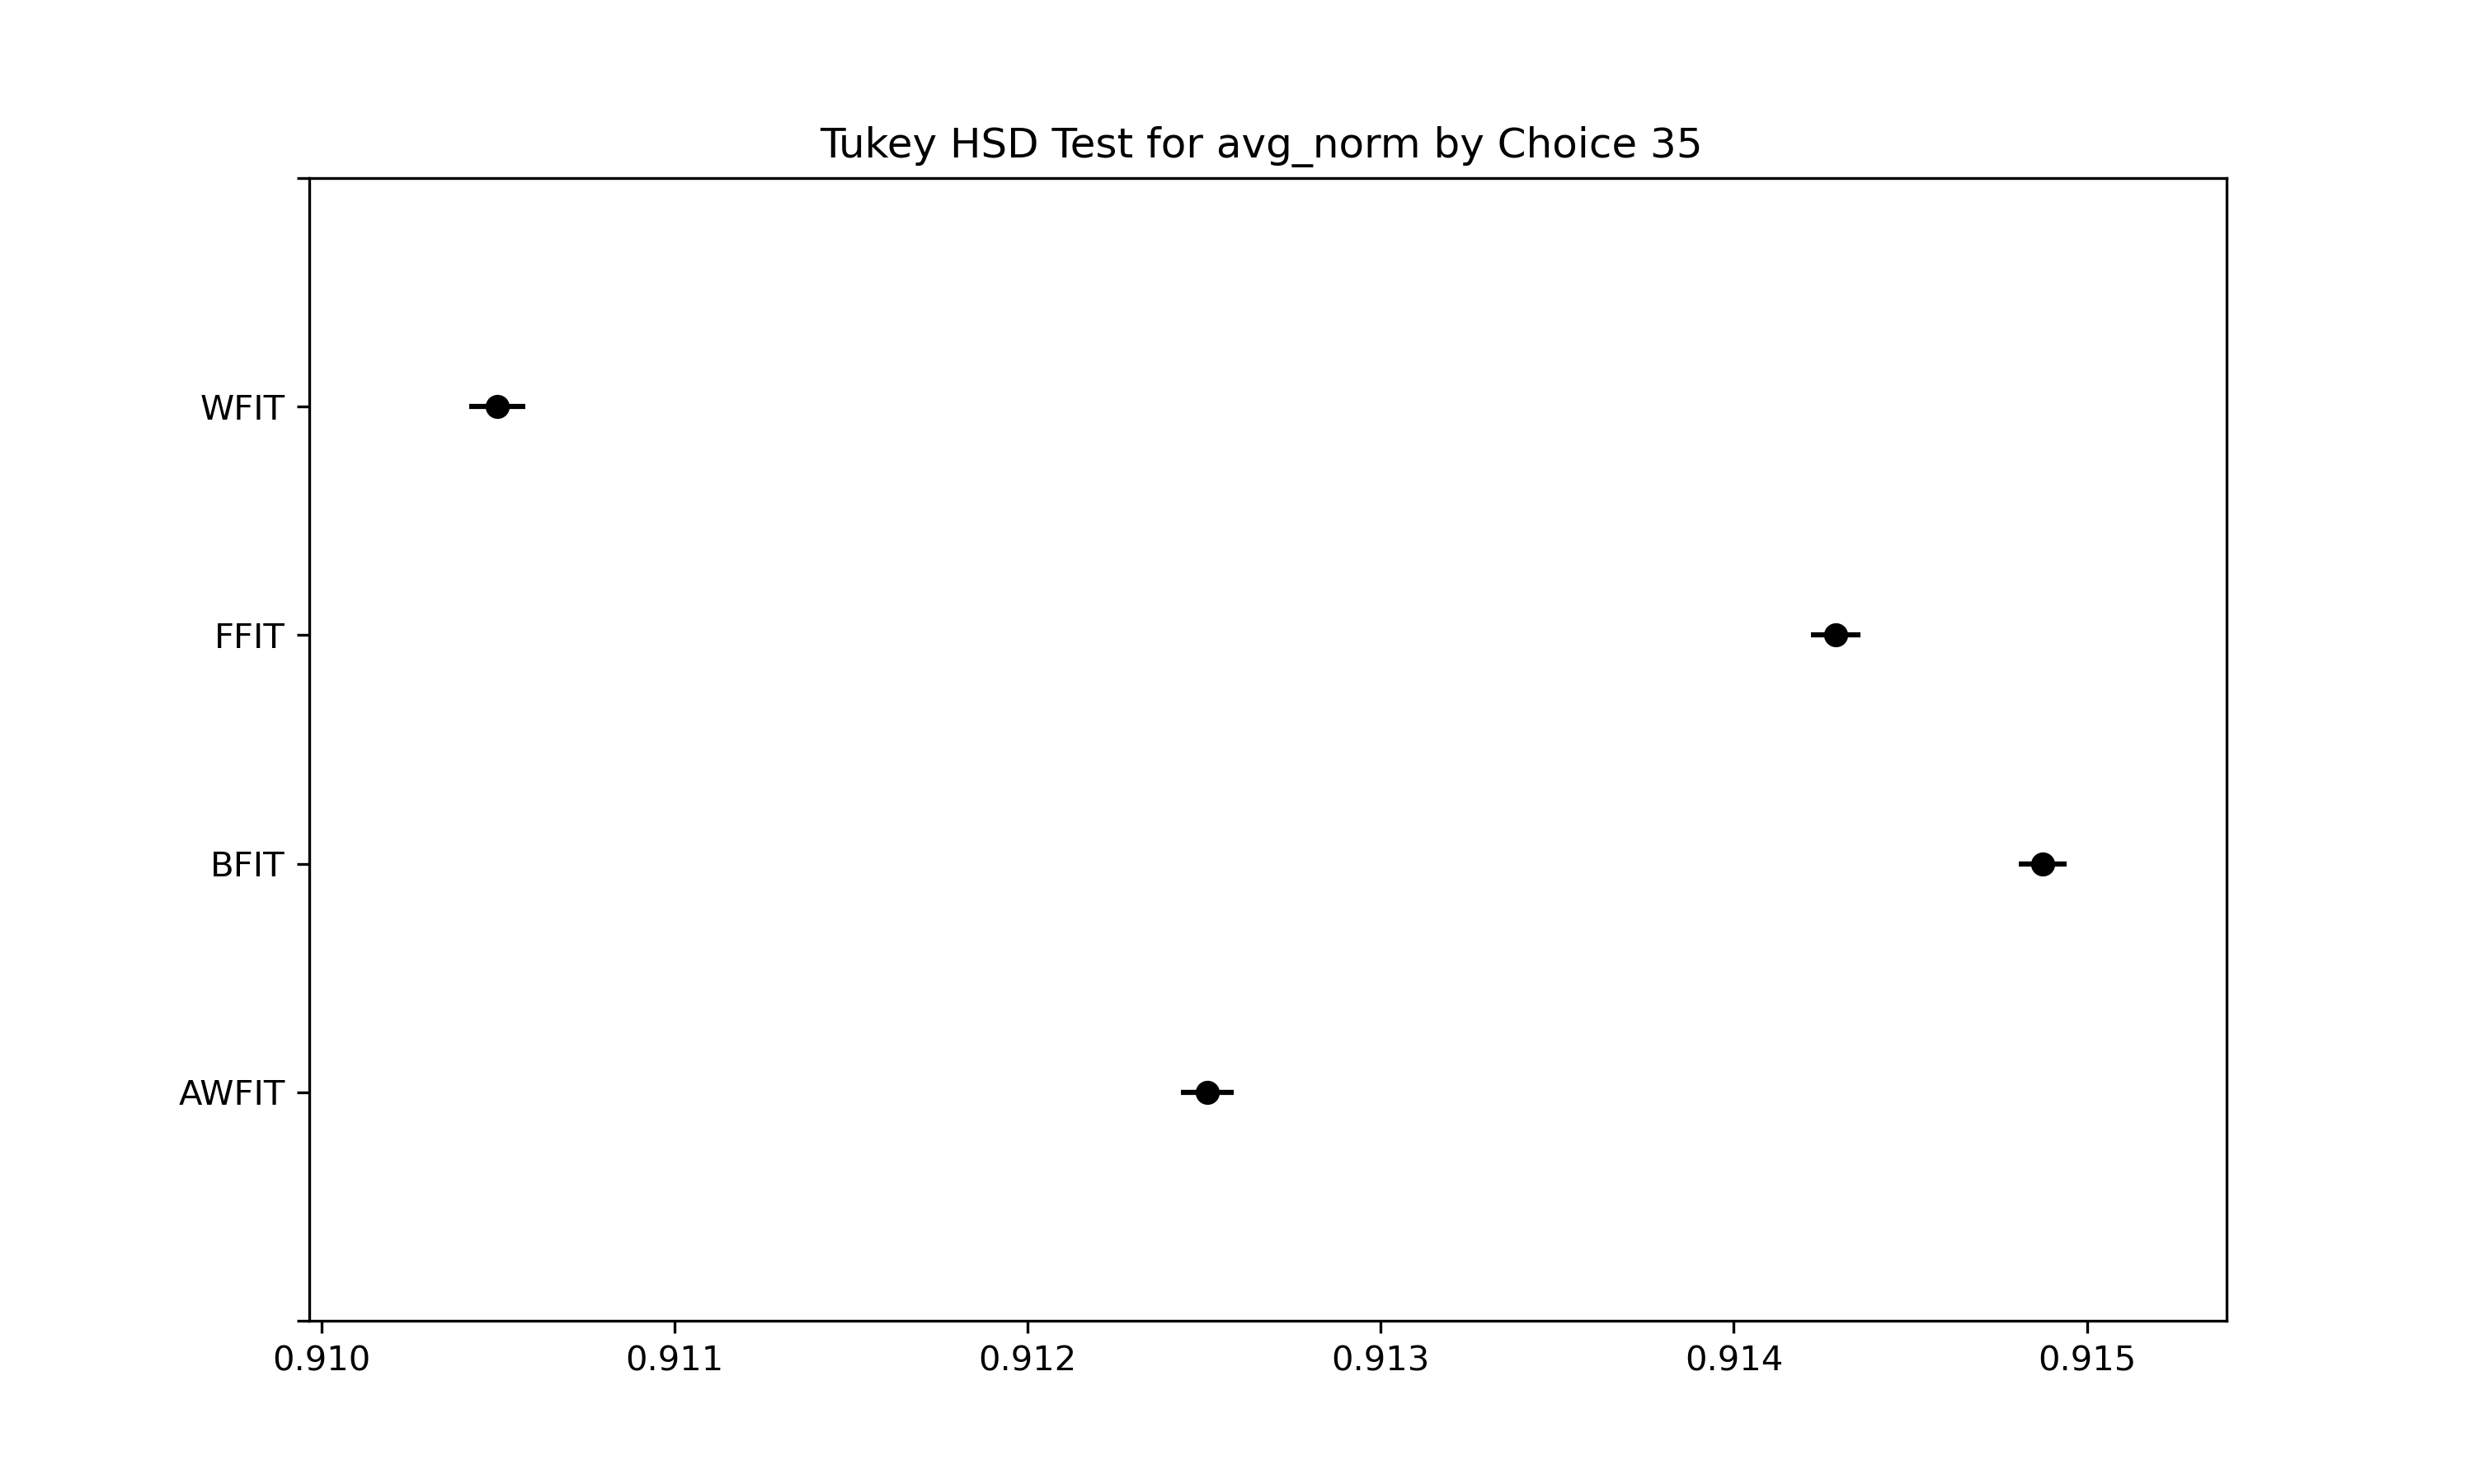 Tukey HSD Test for avg_norm by Choice 35
WFIT
FFIT
BFIT
AWFIT
0.910 0.911 0.912 0.913 0.914 0.915